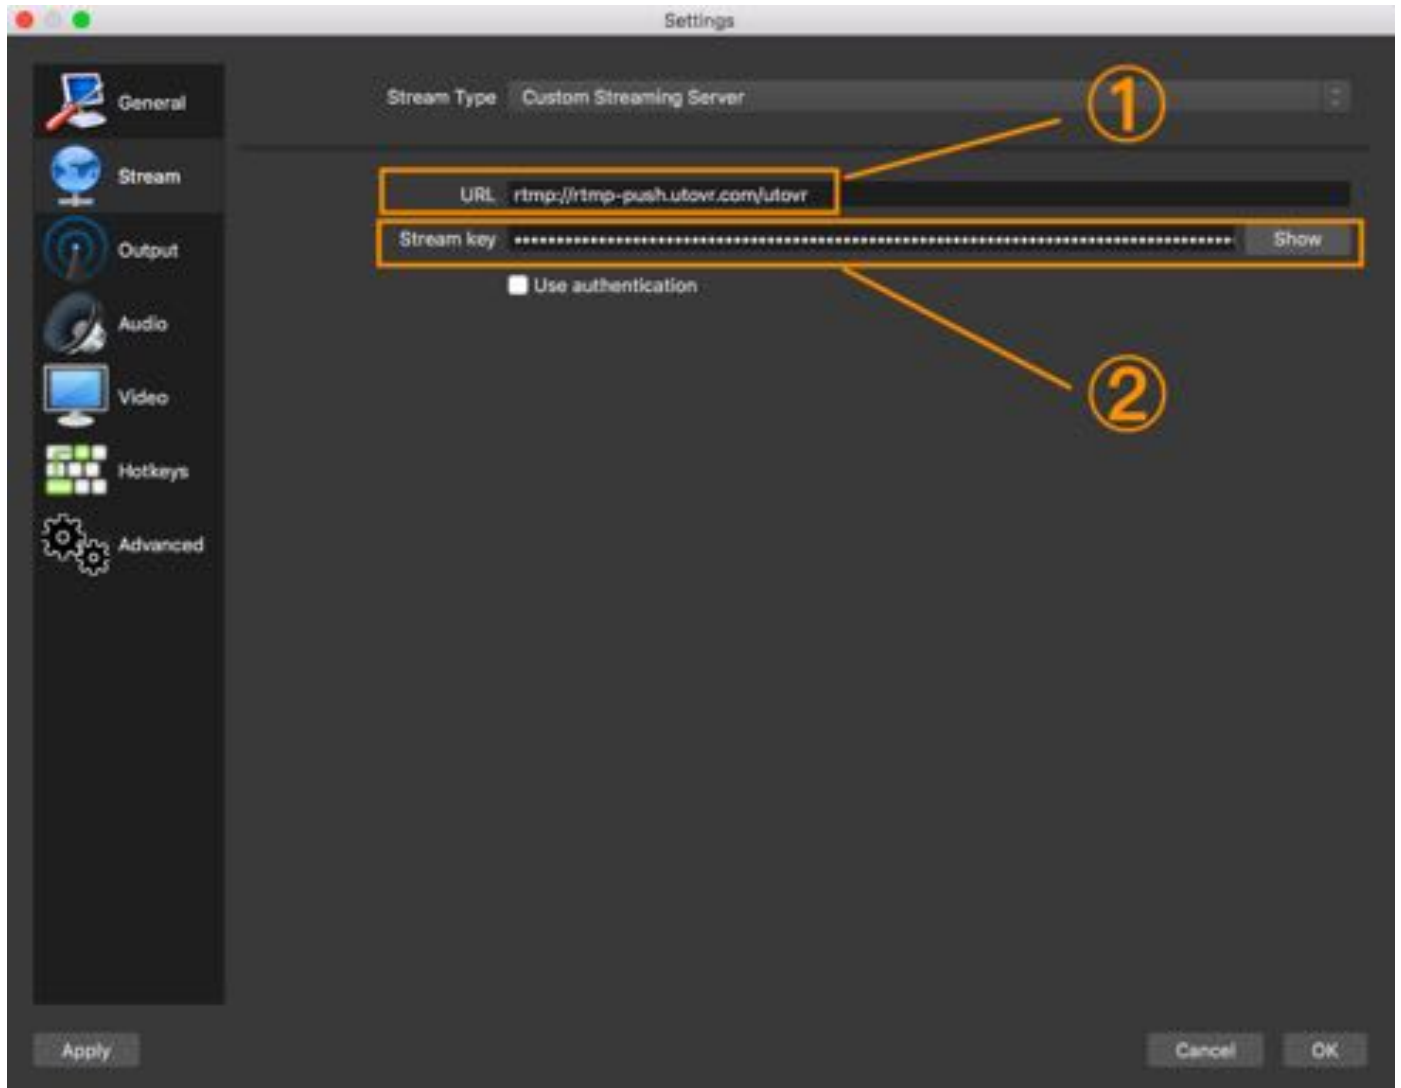 Settings
General
Stream Type Custom Streaming Server
①
Stream
URL rtmp://rtmp-push.utovr.com/utovr
Stream key Show
Output
Use authentication
Audio
②
Video
Hotkeys
Advanced
Apply
Cancel OK